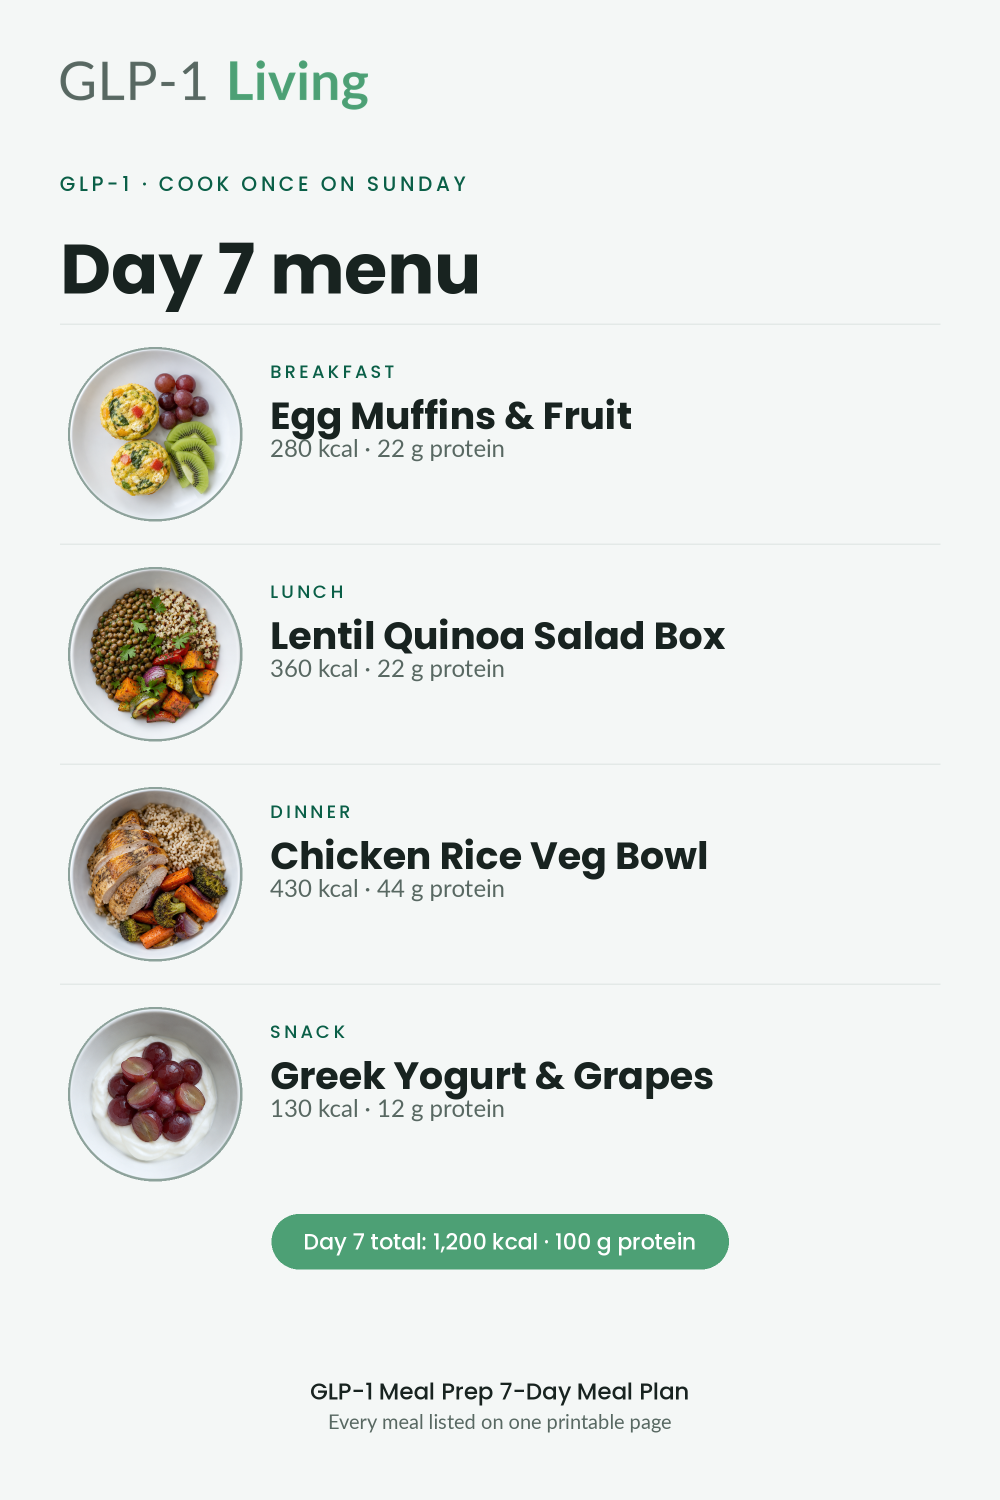 GLP-1 Living
GLP-1 · COOK ONCE ON SUNDAY
Day 7 menu
BREAKFAST
Egg Muffins & Fruit
280 kcal · 22 g protein
LUNCH
Lentil Quinoa Salad Box
360 kcal · 22 g protein
DINNER
Chicken Rice Veg Bowl
430 kcal · 44 g protein
SNACK
Greek Yogurt & Grapes
130 kcal · 12 g protein
Day 7 total: 1,200 kcal · 100 g protein
GLP-1 Meal Prep 7-Day Meal Plan
Every meal listed on one printable page